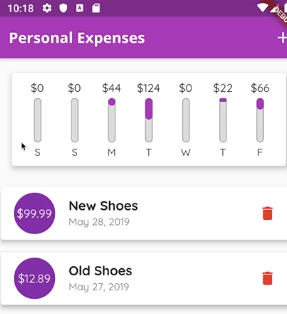 10:18
Personal Expenses
$0 $0 $44 $124 $0 $22 $66
S S M T W T F
New Shoes
$99.99
May 28, 2019
Old Shoes
$12.89
May 27, 2019